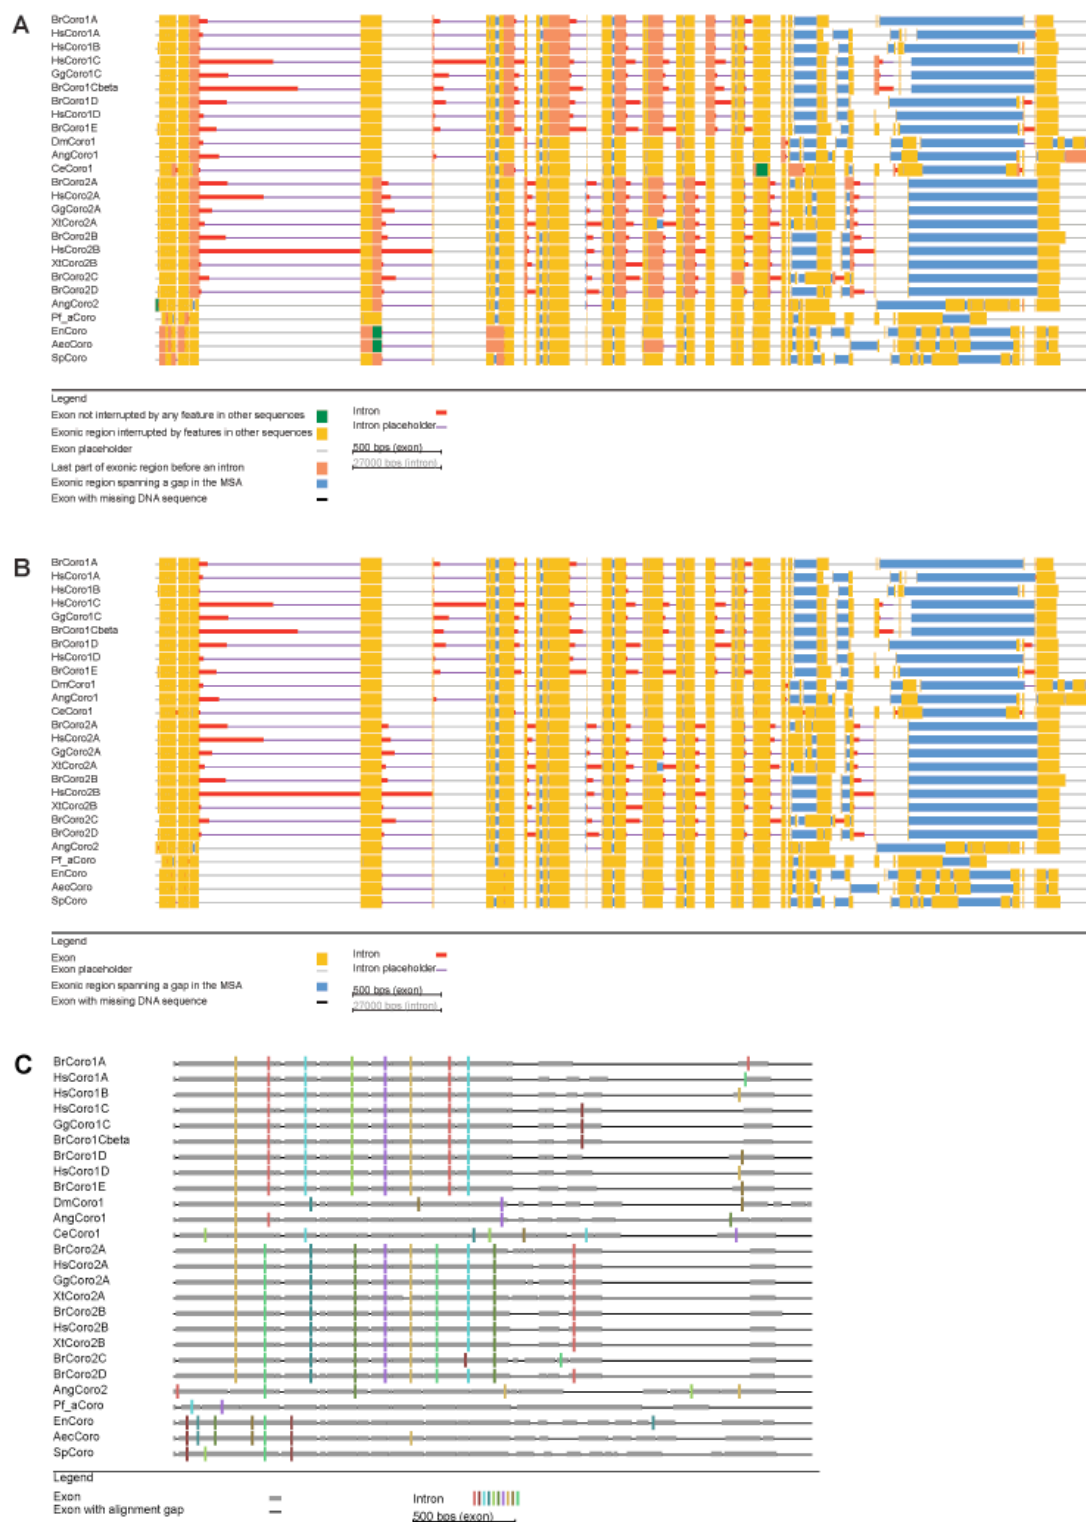 A
BrCoro1A
HsCoro1A
HsCoro1B
HsCoro1C
GgCoro1C
BrCoro1Cbeta
BrCoro1D
HsCoro1D
BrCoro1E
DmCoro1
AngCoro1
CeCoro1
BrCoro2A
HsCoro2A
GgCoro2A
XtCoro2A
BrCoro2B
HsCoro2B
XtCoro2B
BrCoro2C
BrCoro2D
AngCoro2
Pf_aCoro
EnCoro
AecCoro
SpCoro
Legend
Exon not interrupted by any feature in other sequences
Exonic region interrupted by features in other sequences
Exon placeholder
Last part of exonic region before an intron
Exonic region spanning a gap in the MSA
Exon with missing DNA sequence
Intron
Intron placeholder
500 bps (exon)
27000 bps (intron)
B
BrCoro1A
HsCoro1A
HsCoro1B
HsCoro1C
GgCoro1C
BrCoro1Cbeta
BrCoro1D
HsCoro1D
BrCoro1E
DmCoro1
AngCoro1
CeCoro1
BrCoro2A
HsCoro2A
GgCoro2A
XtCoro2A
BrCoro2B
HsCoro2B
XtCoro2B
BrCoro2C
BrCoro2D
AngCoro2
Pf_aCoro
EnCoro
AecCoro
SpCoro
Legend
Exon
Exon placeholder
Exonic region spanning a gap in the MSA
Exon with missing DNA sequence
Intron
Intron placeholder
500 bps (exon)
27000 bps (intron)
C
BrCoro1A
HsCoro1A
HsCoro1B
HsCoro1C
GgCoro1C
BrCoro1Cbeta
BrCoro1D
HsCoro1D
BrCoro1E
DmCoro1
AngCoro1
CeCoro1
BrCoro2A
HsCoro2A
GgCoro2A
XtCoro2A
BrCoro2B
HsCoro2B
XtCoro2B
BrCoro2C
BrCoro2D
AngCoro2
Pf_aCoro
EnCoro
AecCoro
SpCoro
Legend
Exon
Exon with alignment gap
Intron
500 bps (exon)